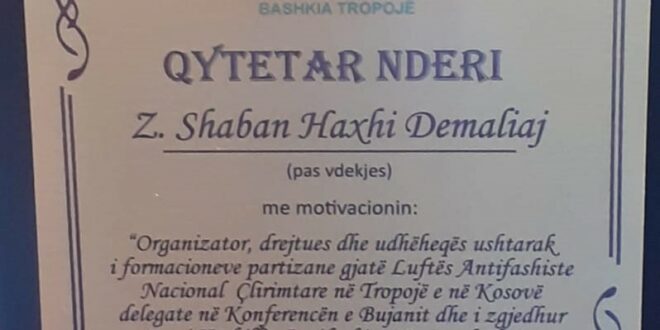 BASHKIA TROPOJË
QYTETAR NDERI
Z. Shaban Haxhi Demaliaj
(pas vdekjes)
me motivacionin:
"Organizator, drejtues dhe udhëheqës ushtarak
i formacioneve partizane gjatë Luftës Antifashiste
Nacional Çlirimtare në Tropojë e në Kosovë
delegate në Konferencën e Bujanit dhe i zgjedhur